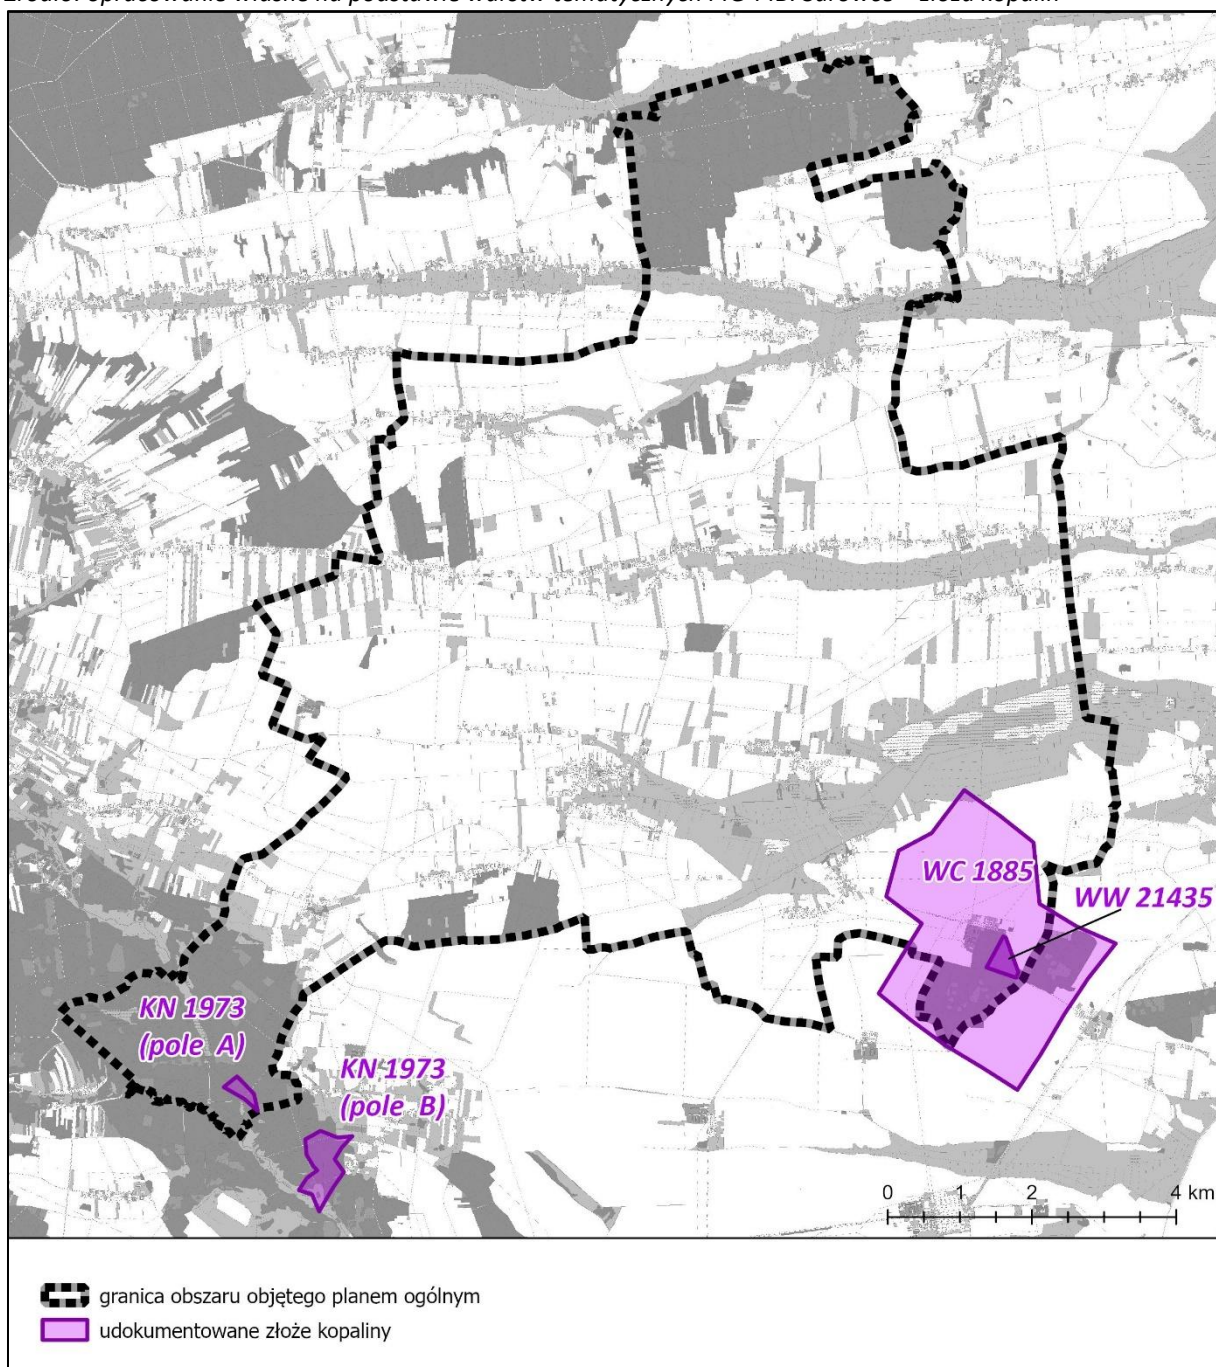 WC 1885
WW 21435
KN 1973
(pole A)
KN 1973
(pole B)
0 1 2 4 km
granica obszaru objętego planem ogólnym
udokumentowane złoże kopaliny